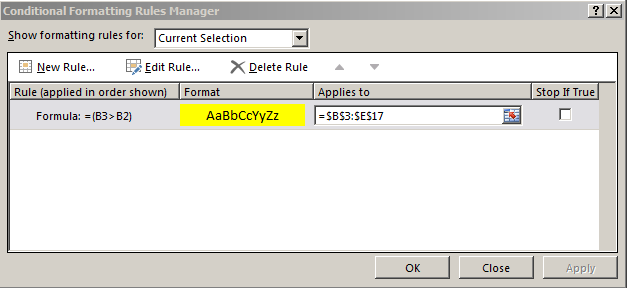 Conditional Formatting Rules Manager
Show formatting rules for: Current Selection
New Rule... Edit Rule... Delete Rule
Rule (applied in order shown) Format Applies to Stop If True
Formula: =(B3>B2) AaBbCcYyZz =$B$3:$E$17
OK Close Apply